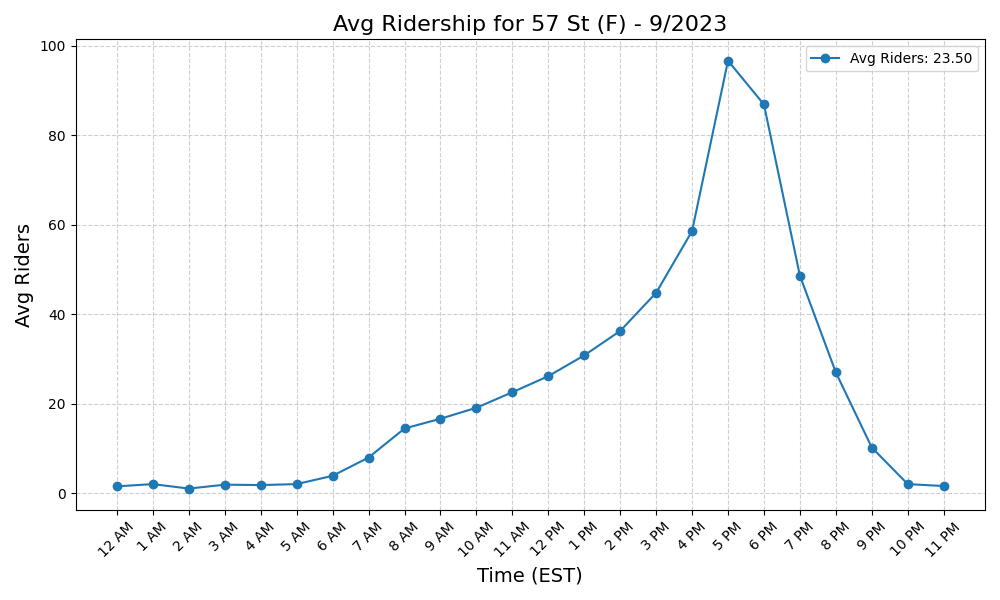 Avg Ridership for 57 St (F) - 9/2023
Avg Riders: 23.50
100
80
60
40
20
0
Avg Riders
12 AM
1 AM
2 AM
3 AM
4 AM
5 AM
6 AM
7 AM
8 AM
9 AM
10 AM
11 AM
12 PM
1 PM
2 PM
3 PM
4 PM
5 PM
6 PM
7 PM
8 PM
9 PM
10 PM
11 PM
Time (EST)